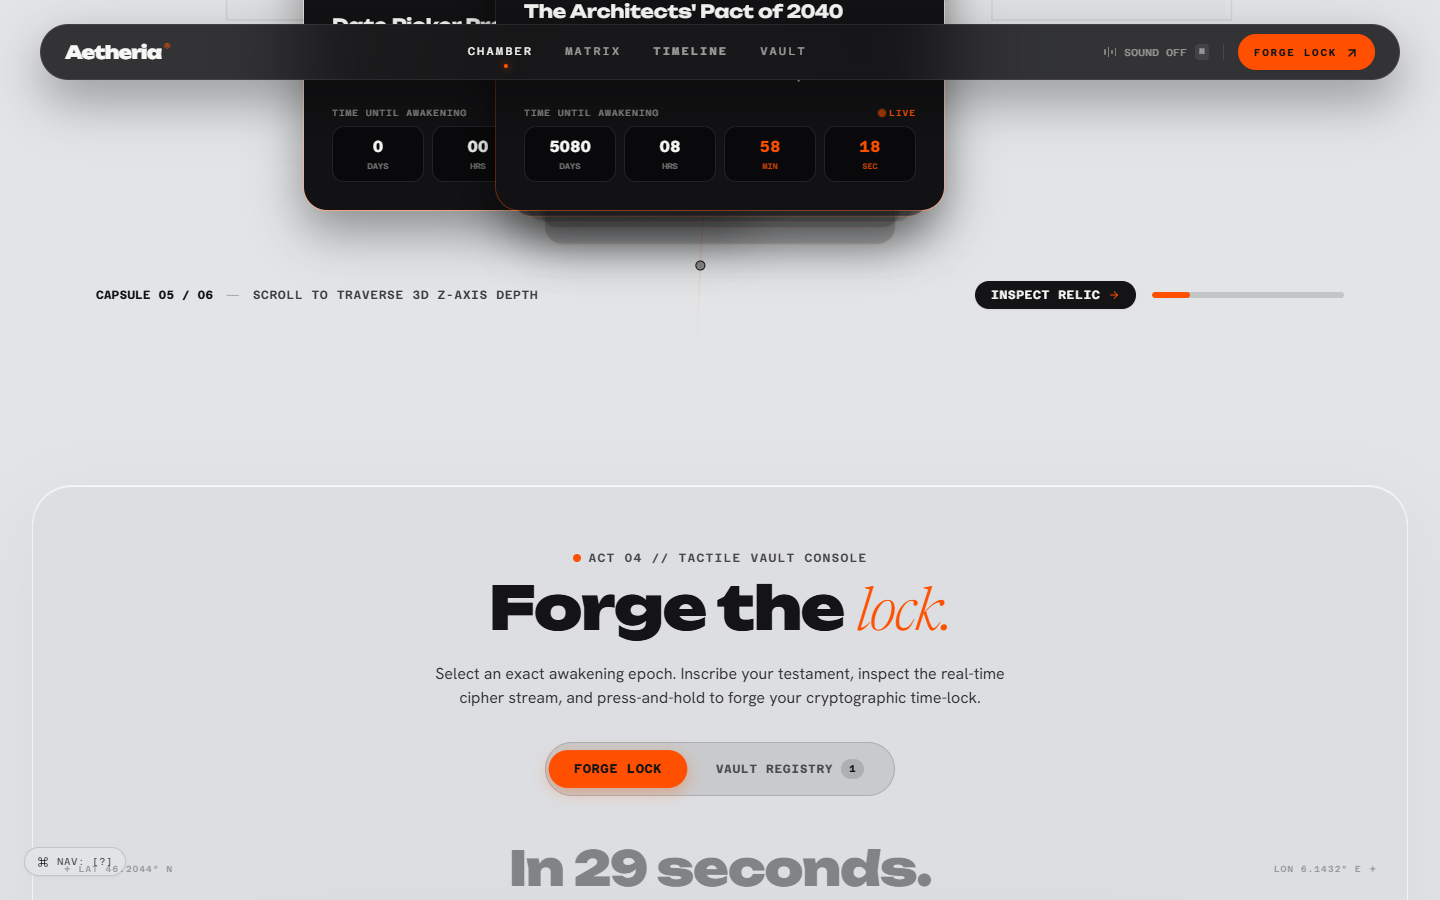 The Architects' Pact of 2040
Aetheria
CHAMBER
MATRIX
TIMELINE
VAULT
SOUND OFF
FORGE LOCK
TIME UNTIL AWAKENING
0
DAYS
00
HRS
TIME UNTIL AWAKENING
LIVE
5080
DAYS
08
HRS
58
MIN
18
SEC
CAPSULE 05 / 06 — SCROLL TO TRAVERSE 3D Z-AXIS DEPTH
INSPECT RELIC →
ACT 04 // TACTILE VAULT CONSOLE
Forge the lock.
Select an exact awakening epoch. Inscribe your testament, inspect the real-time
cipher stream, and press-and-hold to forge your cryptographic time-lock.
FORGE LOCK
VAULT REGISTRY 1
In 29 seconds.
⌘ NAV: [?]
+ LAT 46.2044° N
LON 6.1432° E +